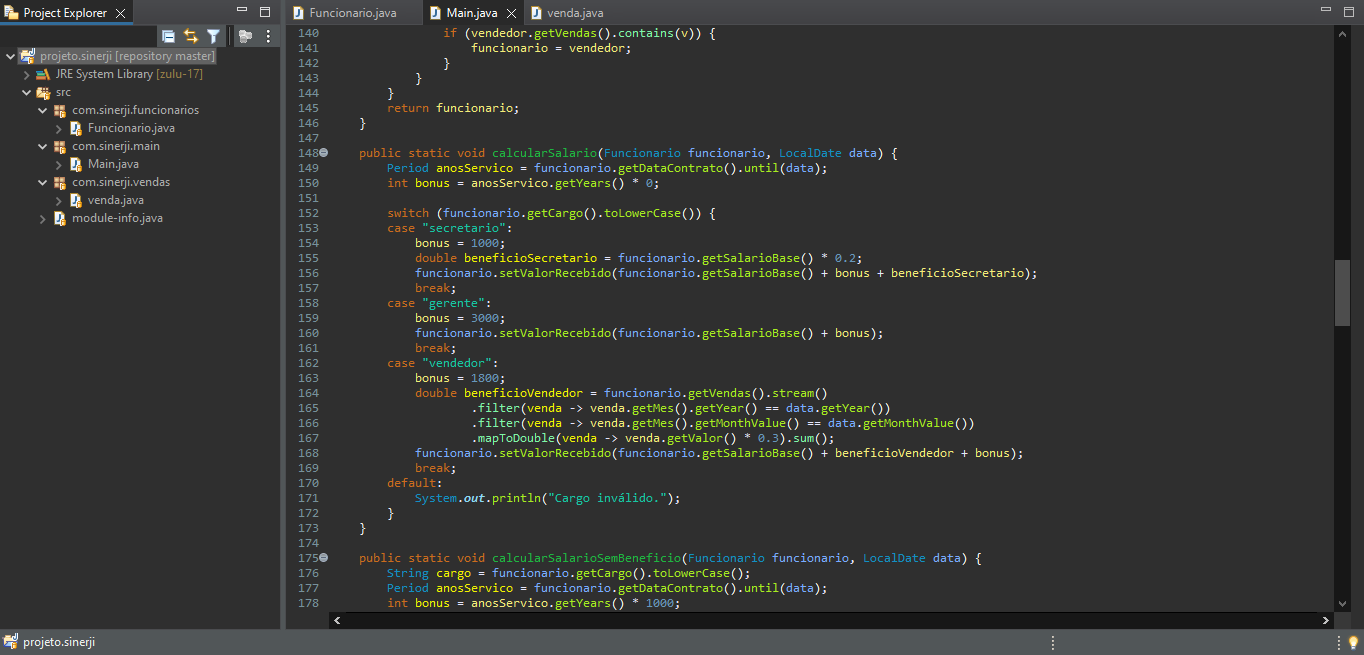 Project Explorer
projeto.sinerji [repository master]
JRE System Library [zulu-17]
src
com.sinerji.funcionarios
Funcionario.java
com.sinerji.main
Main.java
com.sinerji.vendas
venda.java
module-info.java
Funcionario.java
Main.java
venda.java
140 if (vendedor.getVendas().contains(v)) {
141 funcionario = vendedor;
142 }
143 }
144 }
145 return funcionario;
146 }
147
148 public static void calcularSalario(Funcionario funcionario, LocalDate data) {
149 Period anosServico = funcionario.getDataContrato().until(data);
150 int bonus = anosServico.getYears() * 0;
151
152 switch (funcionario.getCargo().toLowerCase()) {
153 case "secretario":
154 bonus = 1000;
155 double beneficioSecretario = funcionario.getSalarioBase() * 0.2;
156 funcionario.setValorRecebido(funcionario.getSalarioBase() + bonus + beneficioSecretario);
157 break;
158 case "gerente":
159 bonus = 3000;
160 funcionario.setValorRecebido(funcionario.getSalarioBase() + bonus);
161 break;
162 case "vendedor":
163 bonus = 1800;
164 double beneficioVendedor = funcionario.getVendas().stream()
165 .filter(venda -> venda.getMes().getYear() == data.getYear())
166 .filter(venda -> venda.getMes().getMonthValue() == data.getMonthValue())
167 .mapToDouble(venda -> venda.getValor() * 0.3).sum();
168 funcionario.setValorRecebido(funcionario.getSalarioBase() + beneficioVendedor + bonus);
169 break;
170 default:
171 System.out.println("Cargo inválido.");
172 }
173 }
174
175 public static void calcularSalarioSemBeneficio(Funcionario funcionario, LocalDate data) {
176 String cargo = funcionario.getCargo().toLowerCase();
177 Period anosServico = funcionario.getDataContrato().until(data);
178 int bonus = anosServico.getYears() * 1000;
projeto.sinerji